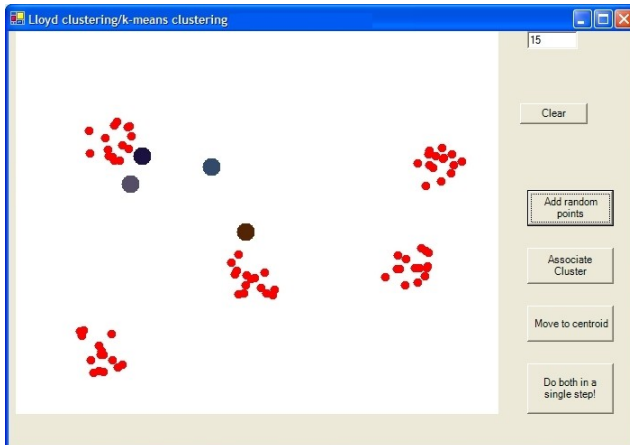 Lloyd clustering/k-means clustering
15
Clear
Add random
points
Associate
Cluster
Move to centroid
Do both in a
single step!